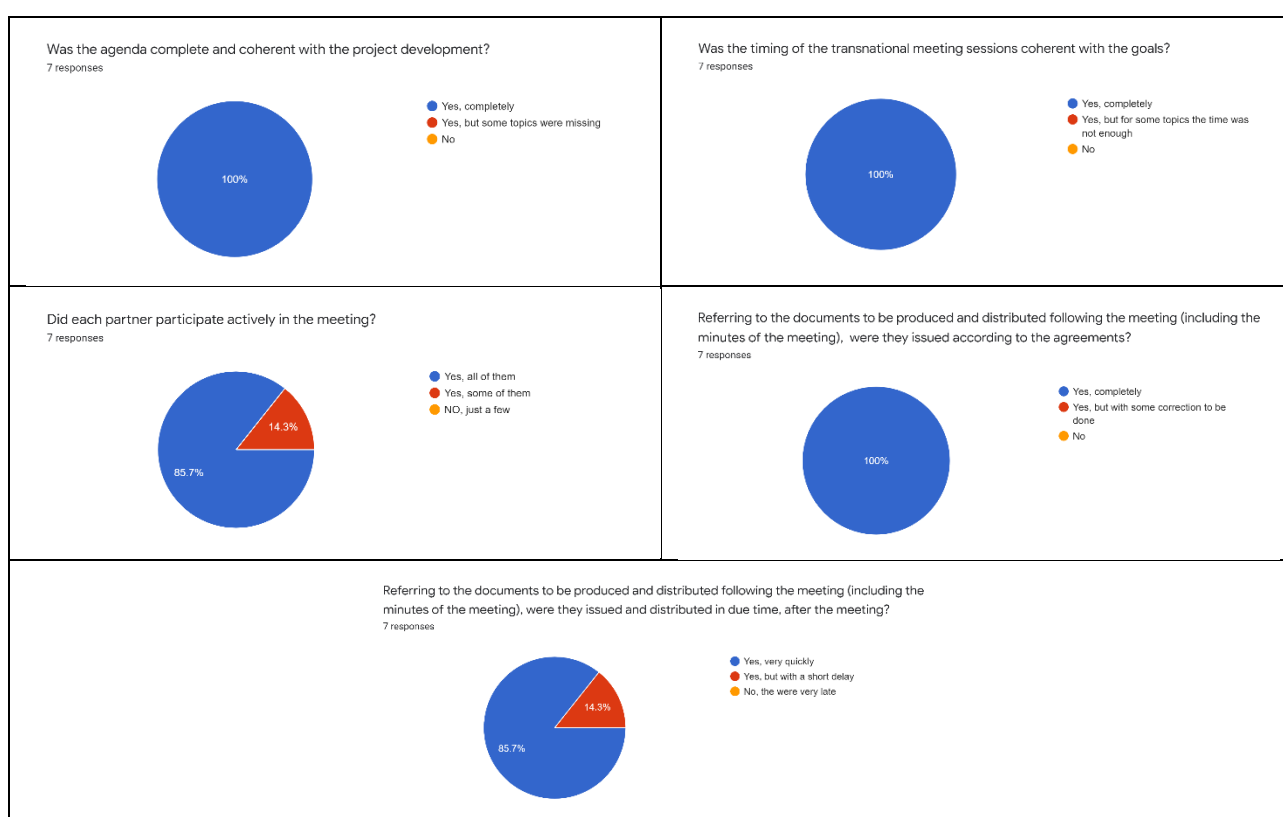 Was the agenda complete and coherent with the project development?
7 responses
100%
Yes, completely
Yes, but some topics were missing
No
Was the timing of the transnational meeting sessions coherent with the goals?
7 responses
100%
Yes, completely
Yes, but for some topics the time was
not enough
No
Did each partner participate actively in the meeting?
7 responses
14.3%
85.7%
Yes, all of them
Yes, some of them
NO, just a few
Referring to the documents to be produced and distributed following the meeting (including the
minutes of the meeting),  were they issued according to the agreements?
7 responses
100%
Yes, completely
Yes, but with some correction to be
done
No
Referring to the documents to be produced and distributed following the meeting (including the
minutes of the meeting), were they issued and distributed in due time, after the meeting?
7 responses
14.3%
85.7%
Yes, very quickly
Yes, but with a short delay
No, the were very late